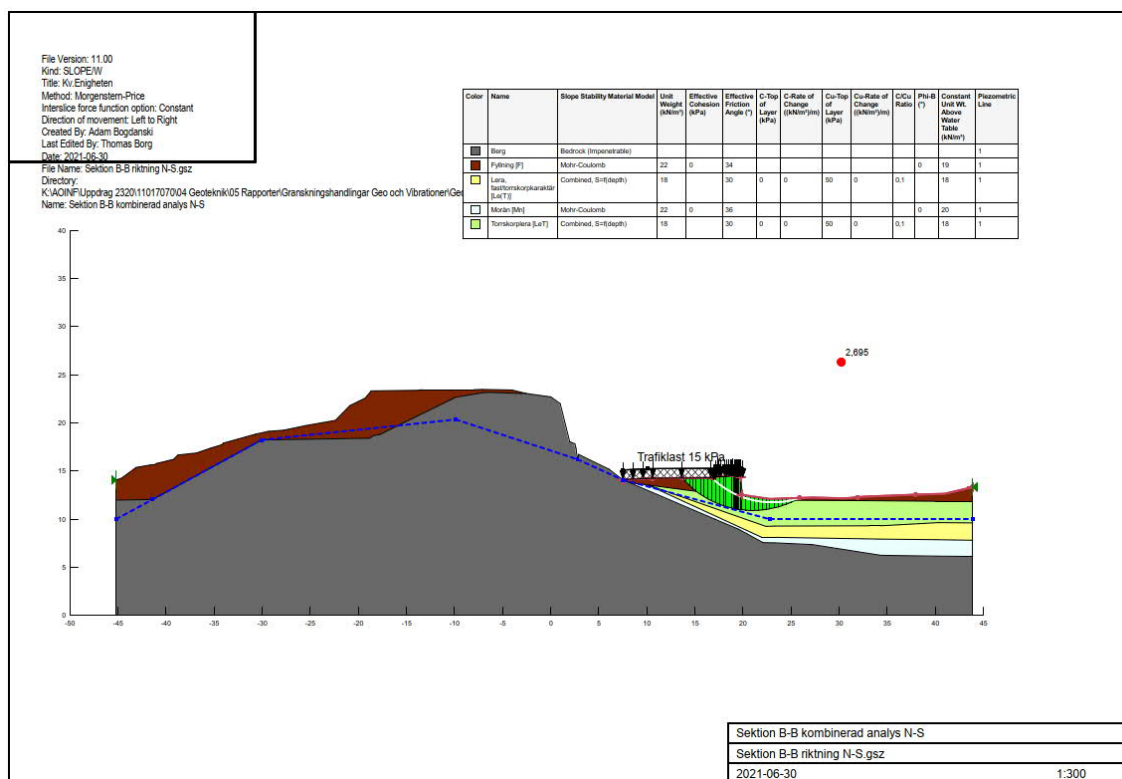 File Version: 11.00
Kind: SLOPE/W
Title: Kv.Enigheten
Method: Morgenstern-Price
Interslice force function option: Constant
Direction of movement: Left to Right
Created By: Adam Bogdanski
Last Edited By: Thomas Borg
Date: 2021-06-30
File Name: Sektion B-B riktning N-S.gsz
Directory:
K:\AOINF\Uppdrag 2320\11017070\04 Geoteknik\05 Rapporter\Granskningshandlingar Geo och Vibrationer\Geo
Name: Sektion B-B kombinerad analys N-S
Color Name Slope Stability Material Model Unit Weight (kN/m³) Effective Cohesion (kPa) Effective Friction Angle (°) C-Top of Layer (kPa) C-Rate of Change ((kN/m²)/m) Cu-Top of Layer (kPa) Cu-Rate of Change ((kN/m²)/m) C/Cu Ratio Phi-B (°) Constant Unit Wt. Above Water Table (kN/m³) Piezometric Line
Berg Bedrock (Impenetrable) 1
Fyllning [F] Mohr-Coulomb 22 0 34 0 19 1
Lera, fast/torrskorpkaraktär [Le(T)] Combined, S=f(depth) 18 30 0 0 50 0 0,1 18 1
Morän [Mn] Mohr-Coulomb 22 0 36 0 20 1
Torrskorplera [LeT] Combined, S=f(depth) 18 30 0 0 50 0 0,1 18 1
40
35
30
25
20
15
10
5
0
2,695
Trafiklast 15 kPa
-50 -45 -40 -35 -30 -25 -20 -15 -10 -5 0 5 10 15 20 25 30 35 40 45
Sektion B-B kombinerad analys N-S
Sektion B-B riktning N-S.gsz
2021-06-30 1:300